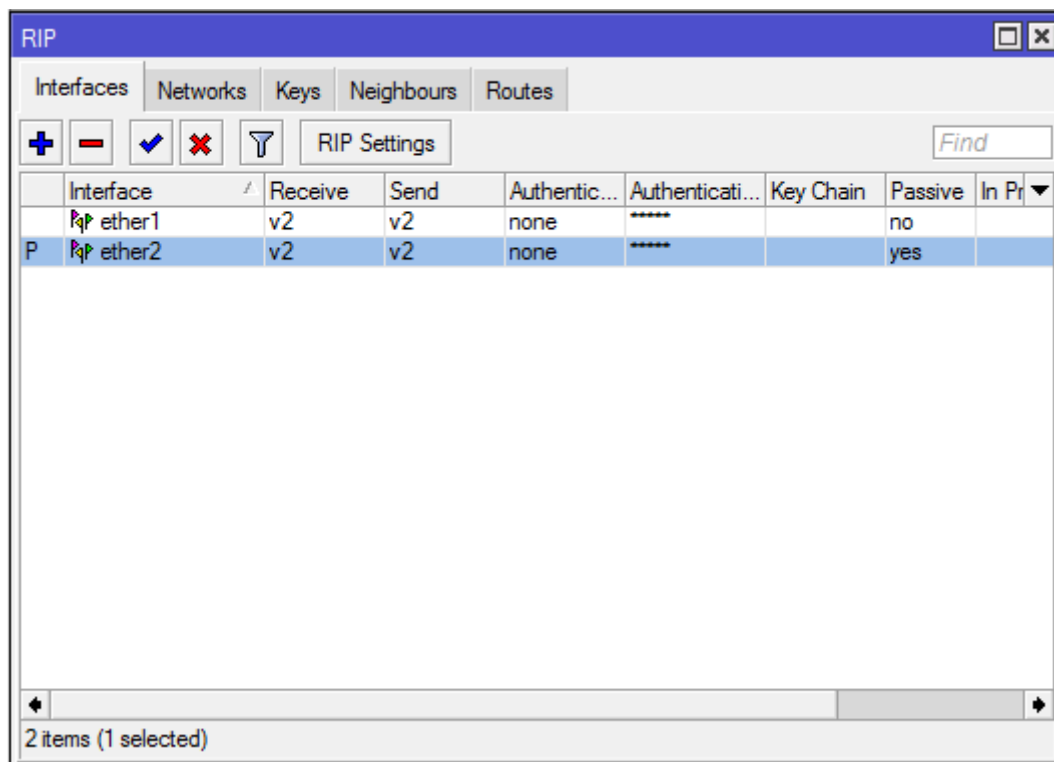 RIP
Interfaces Networks Keys Neighbours Routes
RIP Settings Find
Interface Receive Send Authentic... Authenticati... Key Chain Passive In Pr
ether1 v2 v2 none ***** no
P ether2 v2 v2 none ***** yes
2 items (1 selected)